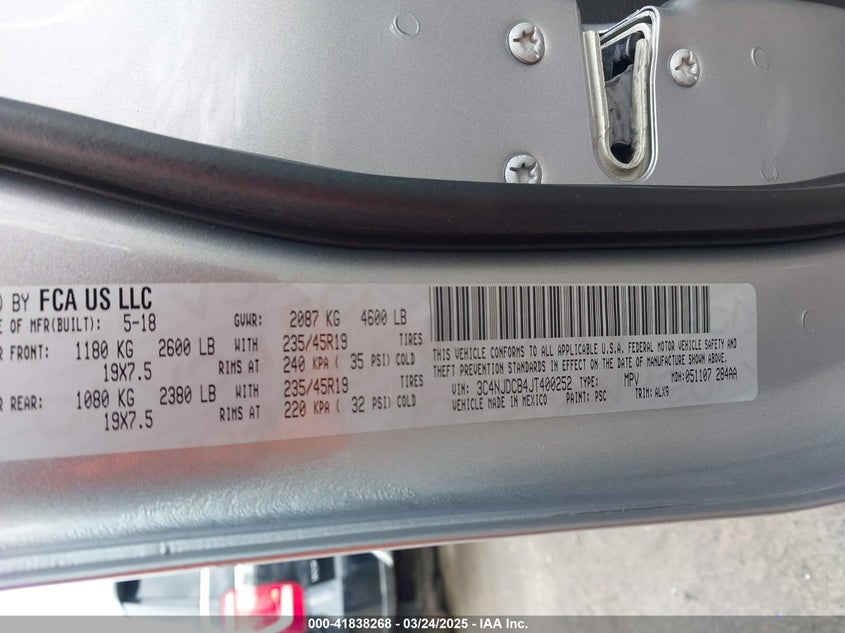 BY FCA US LLC
OF MFR(BUILT): 5-18 GVWR: 2087 KG 4600 LB
FRONT: 1180 KG 2600 LB WITH 235/45R19 TIRES
19X7.5 RIMS AT 240 KPA ( 35 PSI) COLD
REAR: 1080 KG 2380 LB WITH 235/45R19 TIRES
19X7.5 RIMS AT 220 KPA ( 32 PSI) COLD
THIS VEHICLE CONFORMS TO ALL APPLICABLE U.S.A. FEDERAL MOTOR VEHICLE SAFETY AND
THEFT PREVENTION STANDARDS IN EFFECT ON THE DATE OF MANUFACTURE SHOWN ABOVE.
VIN: 3C4NJDCB4JT400252 TYPE: MPV MDH: 051107 284AA
VEHICLE MADE IN MEXICO PAINT: PSC TRIM: ALX9
000-41838268 - 03/24/2025 - IAA Inc.